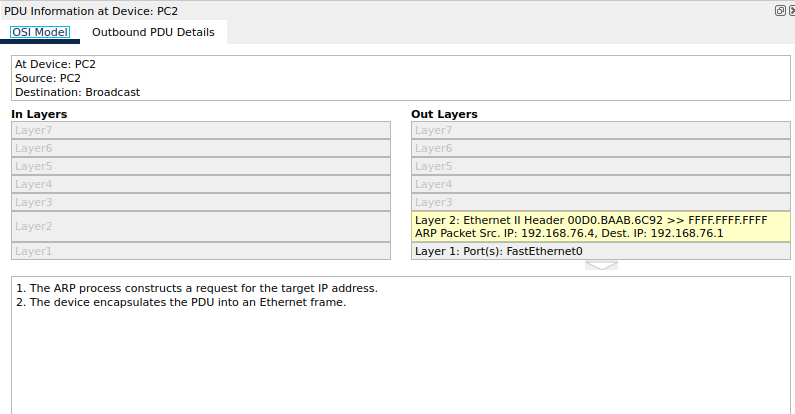 PDU Information at Device: PC2
OSI Model Outbound PDU Details
At Device: PC2
Source: PC2
Destination: Broadcast
In Layers
Layer7
Layer6
Layer5
Layer4
Layer3
Layer2
Layer1
Out Layers
Layer7
Layer6
Layer5
Layer4
Layer3
Layer 2: Ethernet II Header 00D0.BAAB.6C92 >> FFFF.FFFF.FFFF
ARP Packet Src. IP: 192.168.76.4, Dest. IP: 192.168.76.1
Layer 1: Port(s): FastEthernet0
1. The ARP process constructs a request for the target IP address.
2. The device encapsulates the PDU into an Ethernet frame.